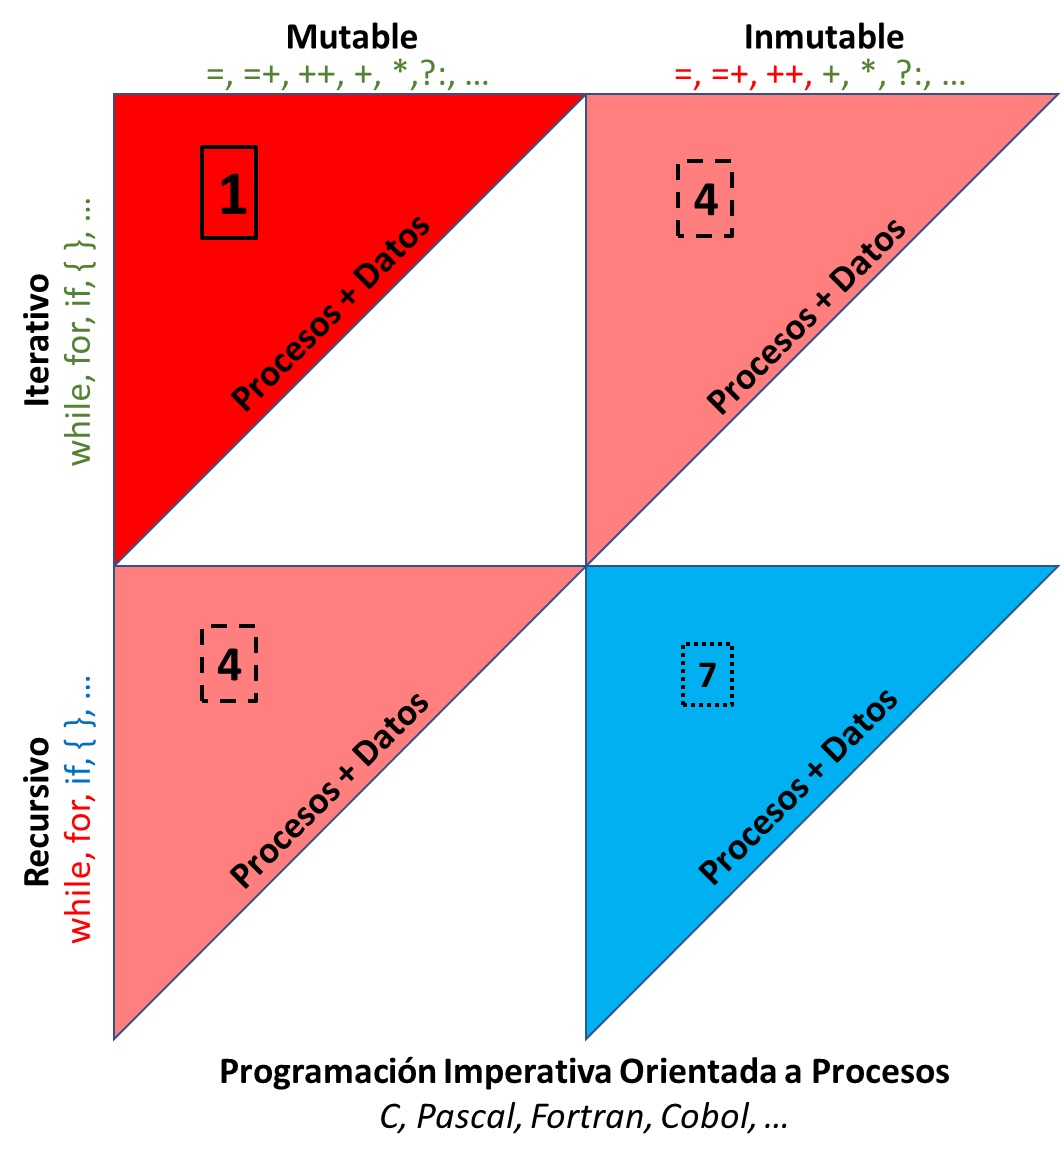 Mutable
=, =+, ++, +, *,?:, ...
Inmutable
=, =+, ++, +, *, ?:, ...
Iterativo
while, for, if, { }, ...
1
Procesos + Datos
4
Procesos + Datos
Recursivo
while, for, if, { }, ...
4
Procesos + Datos
7
Procesos + Datos
Programación Imperativa Orientada a Procesos
C, Pascal, Fortran, Cobol, ...